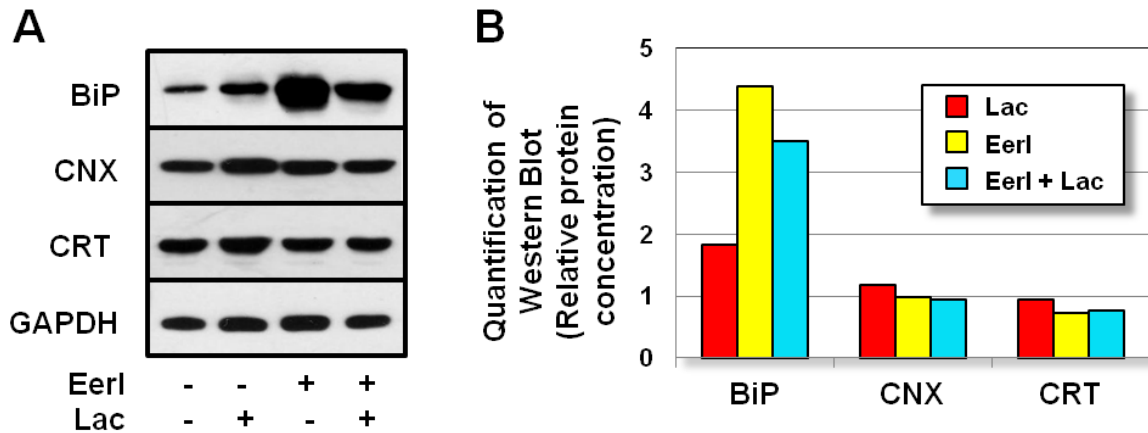 A
BiP
CNX
CRT
GAPDH
EerI - - + +
Lac - + - +
B
Quantification of
Western Blot
(Relative protein
concentration)
5
4
3
2
1
0
Lac
EerI
EerI + Lac
BiP CNX CRT